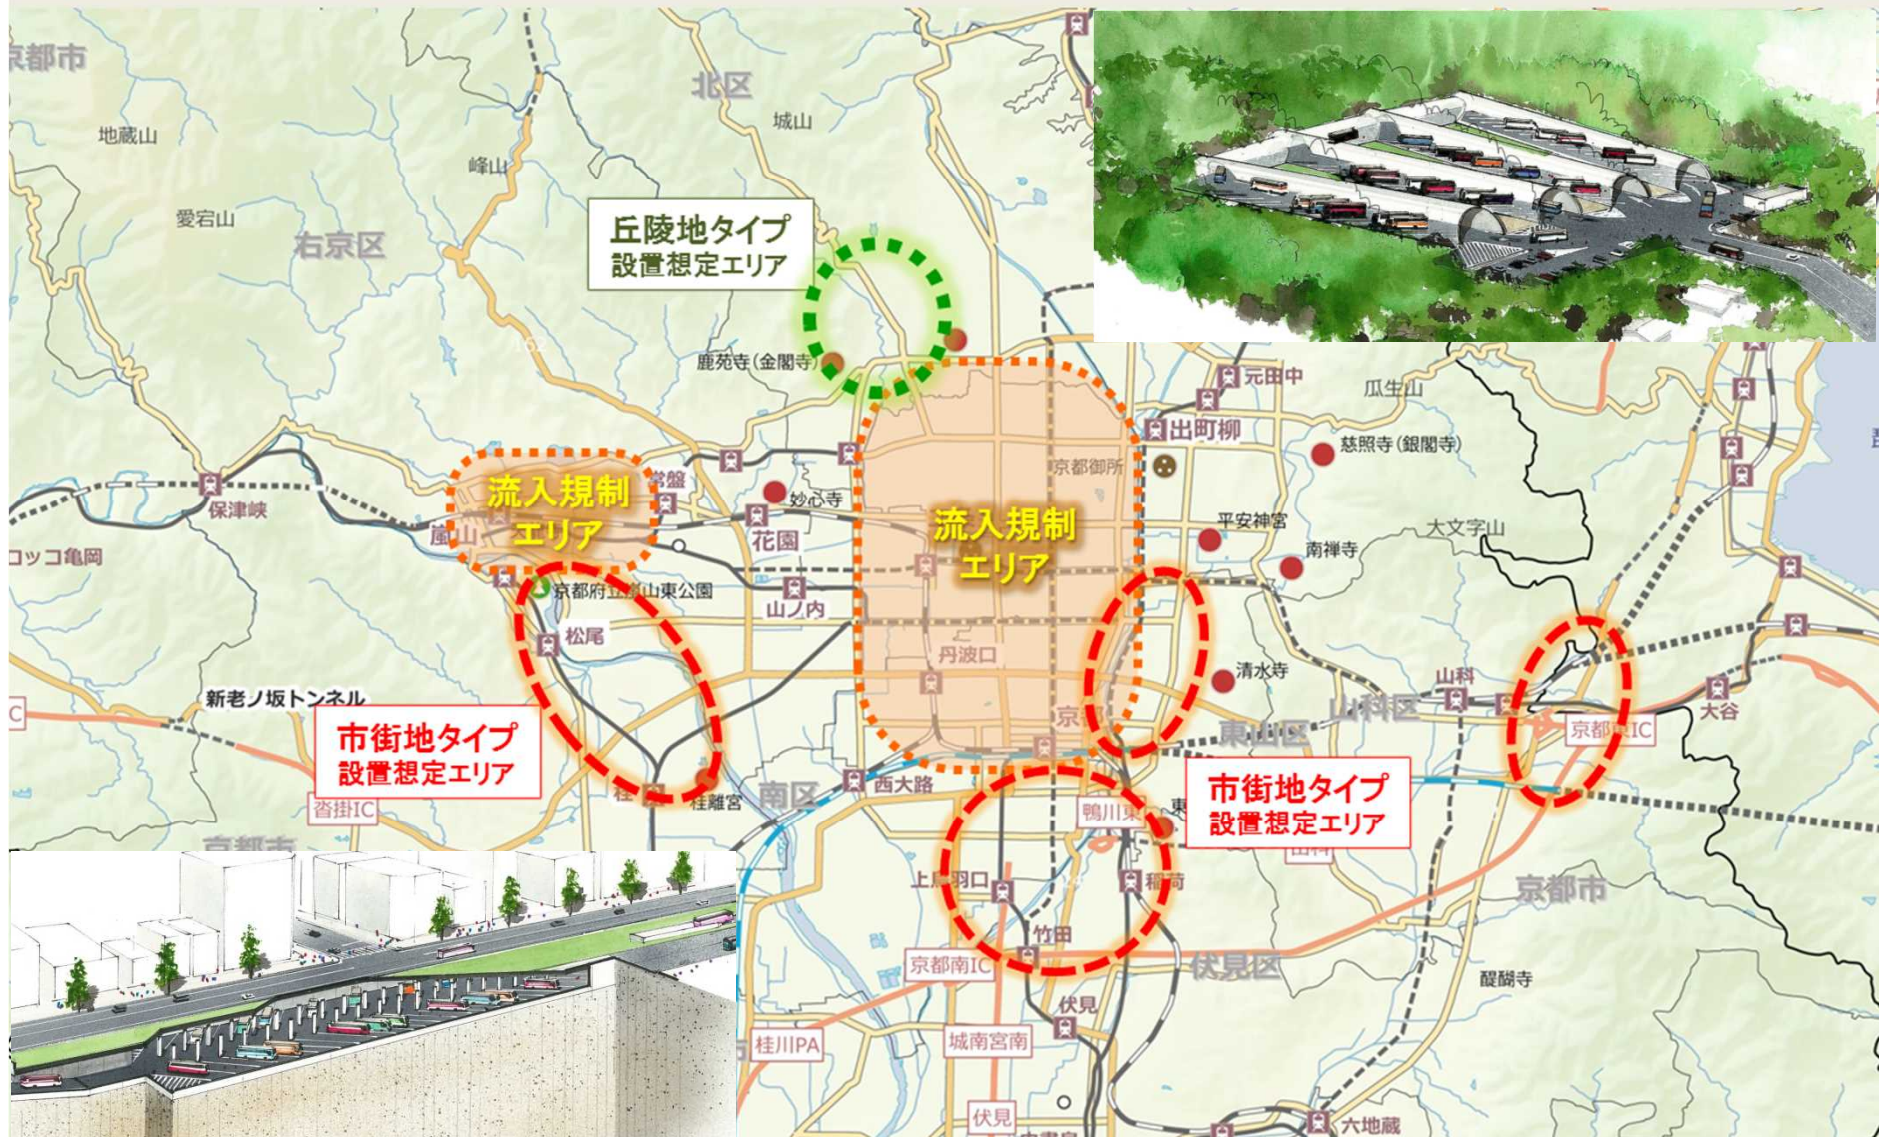 京都市
北区
地蔵山
城山
峰山
愛宕山
右京区
丘陵地タイプ
設置想定エリア
鹿苑寺(金閣寺)
元田中
瓜生山
出町柳
慈照寺(銀閣寺)
京都御所
流入規制
エリア
常盤
保津峡
妙心寺
嵐山
花園
流入規制
エリア
平安神宮
大文字山
南禅寺
コッコ亀岡
山ノ内
松尾
丹波口
清水寺
山科
山科区
大谷
新老ノ坂トンネル
東山区
京都東IC
市街地タイプ
設置想定エリア
桂離宮
南区
西大路
市街地タイプ
設置想定エリア
沓掛IC
鴨川東
京都市
上鳥羽口
稲荷
京都市
竹田
京都南IC
伏見区
醍醐寺
伏見
桂川PA
城南宮南
伏見
六地蔵